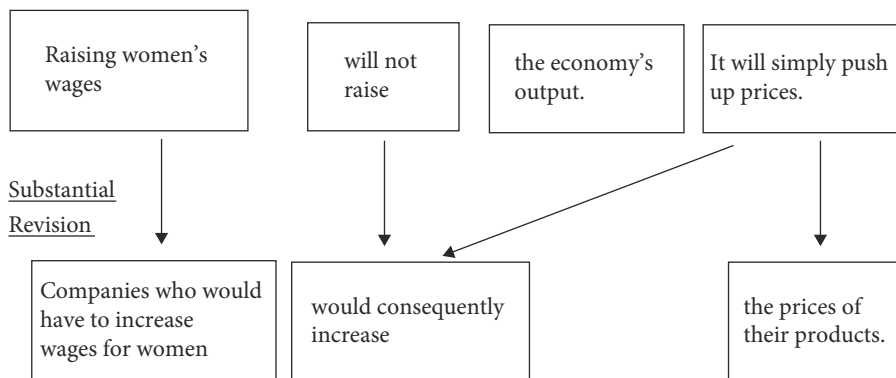 Raising women's
wages
will not
raise
the economy's
output.
It will simply push
up prices.
Substantial
Revision
Companies who would
have to increase
wages for women
would consequently
increase
the prices of
their products.